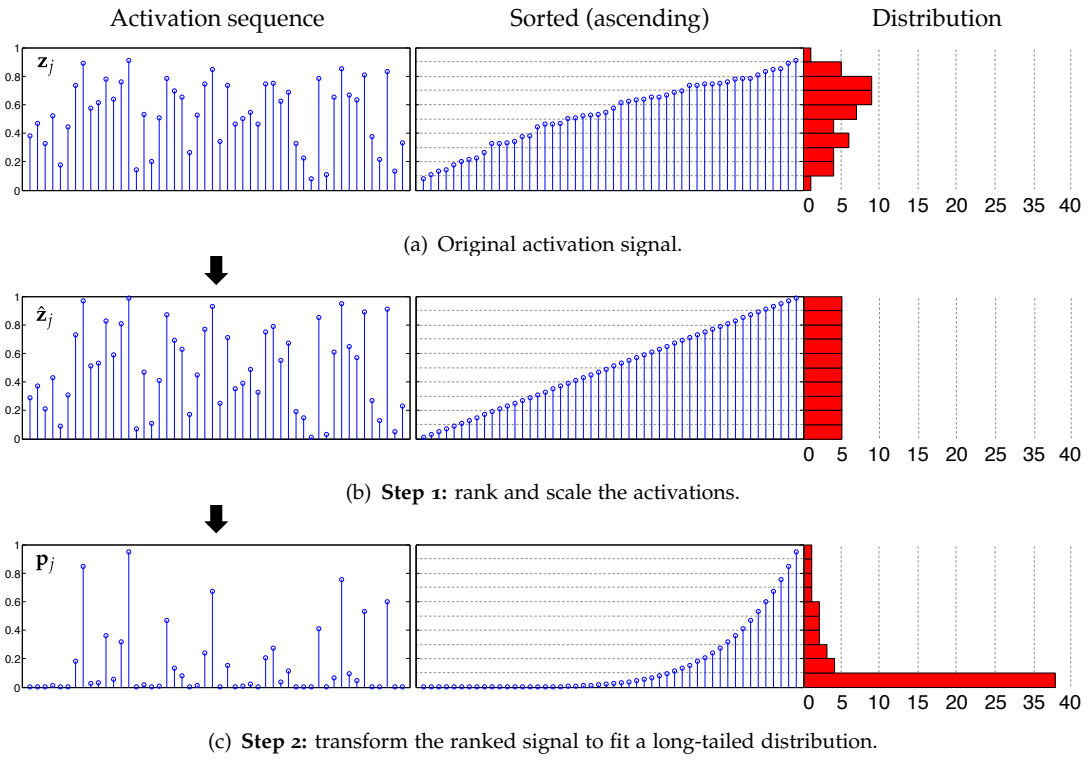 Activation sequence Sorted (ascending) Distribution
1
0.8
0.6
0.4
0.2
0
z_j
0 5 10 15 20 25 35 40
(a) Original activation signal.
1
0.8
0.6
0.4
0.2
0
ẑ_j
0 5 10 15 20 25 35 40
(b) Step 1: rank and scale the activations.
1
0.8
0.6
0.4
0.2
0
p_j
0 5 10 15 20 25 35 40
(c) Step 2: transform the ranked signal to fit a long-tailed distribution.